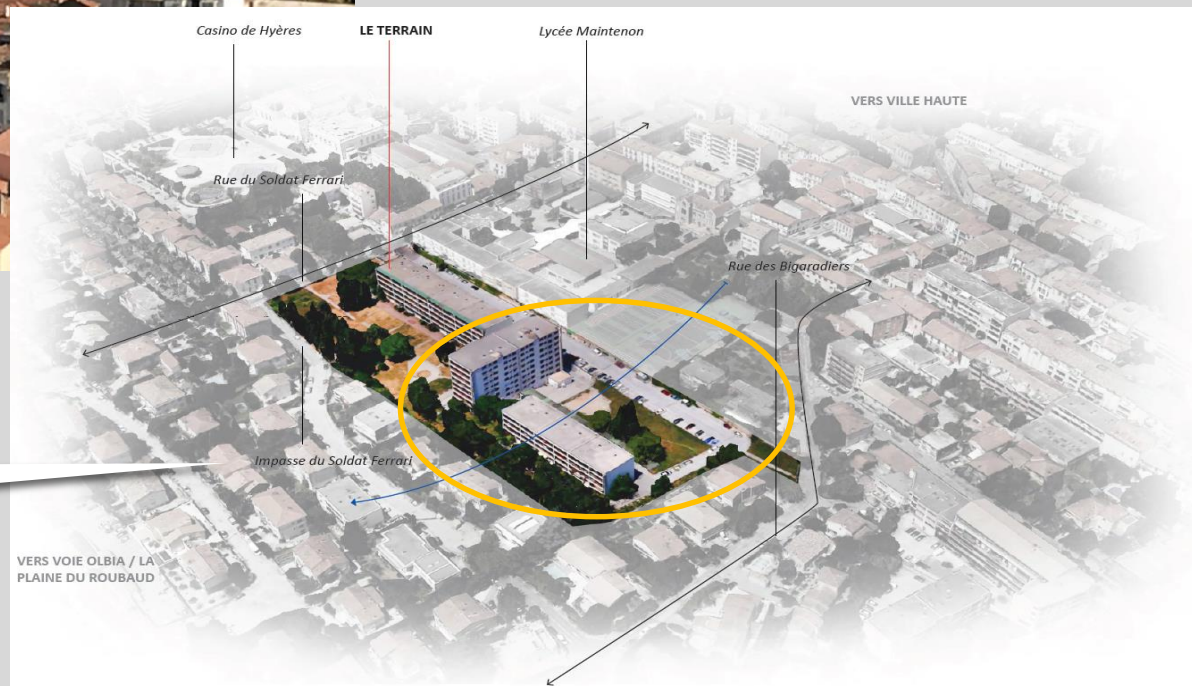 Casino de Hyères
LE TERRAIN
Lycée Maintenon
VERS VILLE HAUTE
Rue du Soldat Ferrari
Rue des Bigaradiers
Impasse du Soldat Ferrari
VERS VOIE OLBIA / LA
PLAINE DU ROUBAUD